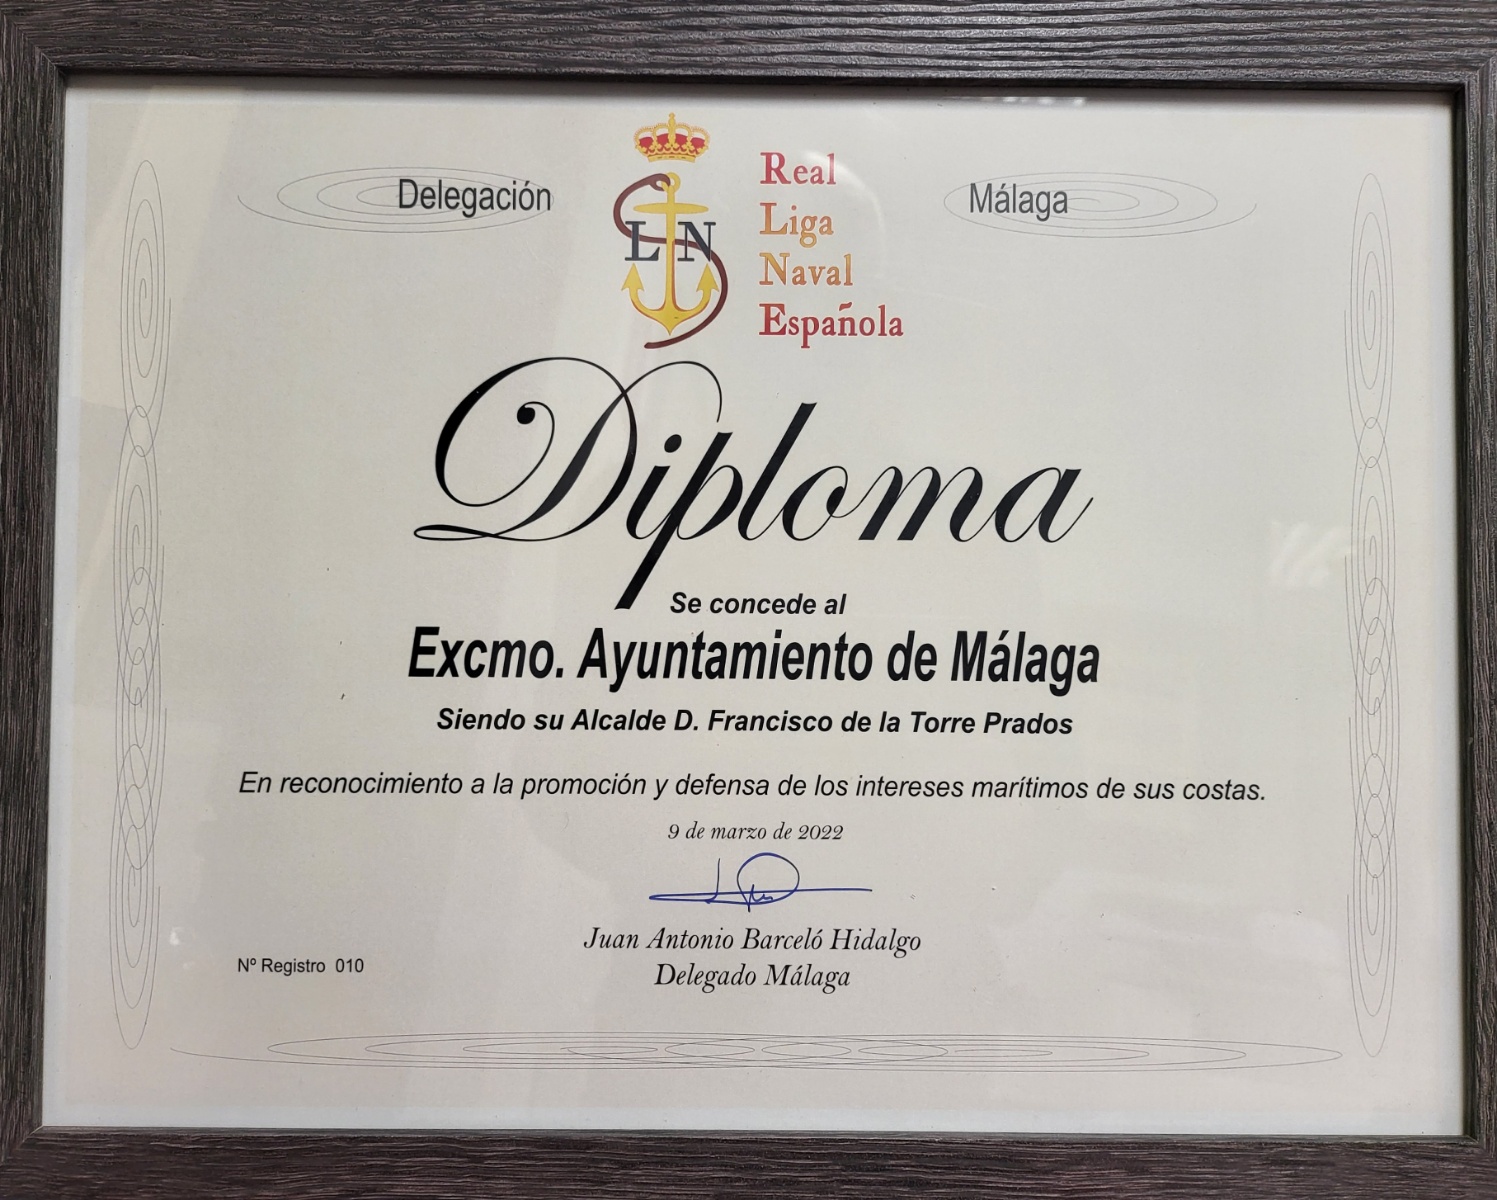 Delegación
L N
Real
Liga
Naval
Española
Málaga
Diploma
Se concede al
Excmo. Ayuntamiento de Málaga
Siendo su Alcalde D. Francisco de la Torre Prados
En reconocimiento a la promoción y defensa de los intereses marítimos de sus costas.
9 de marzo de 2022
Juan Antonio Barceló Hidalgo
Delegado Málaga
Nº Registro 010